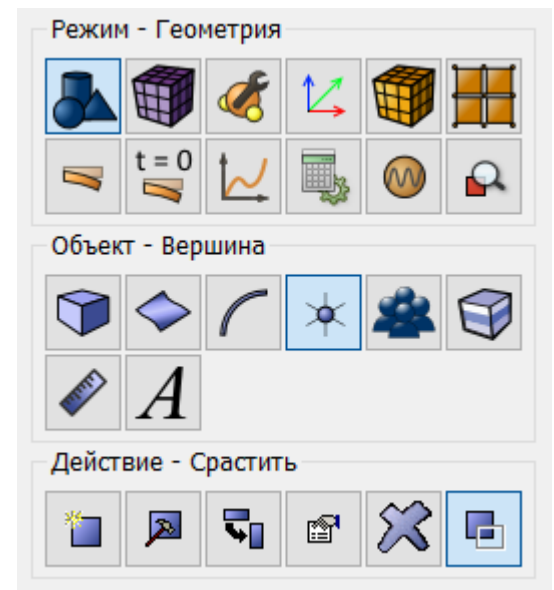 Режим - Геометрия
t = 0
Объект - Вершина
A
Действие - Срастить